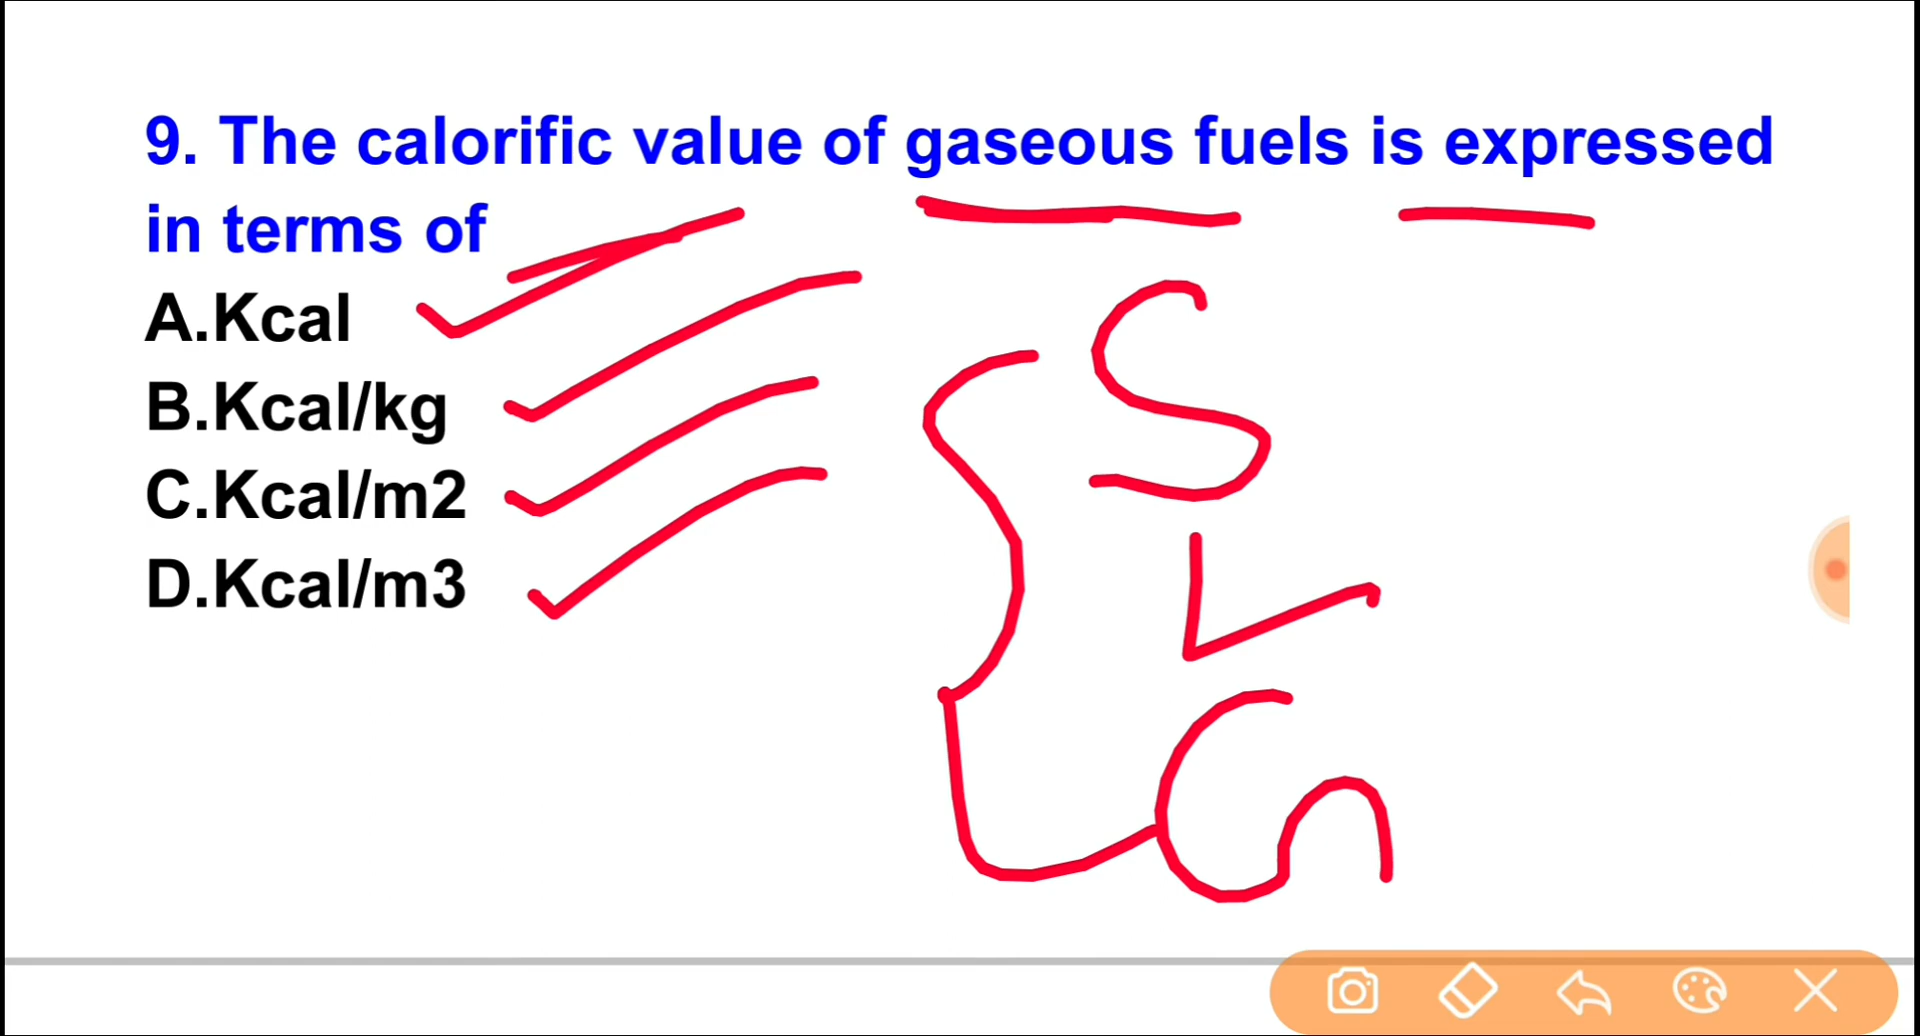 9. The calorific value of gaseous fuels is expressed
in terms of
A.Kcal
B.Kcal/kg
C.Kcal/m2
D.Kcal/m3
S
L
G